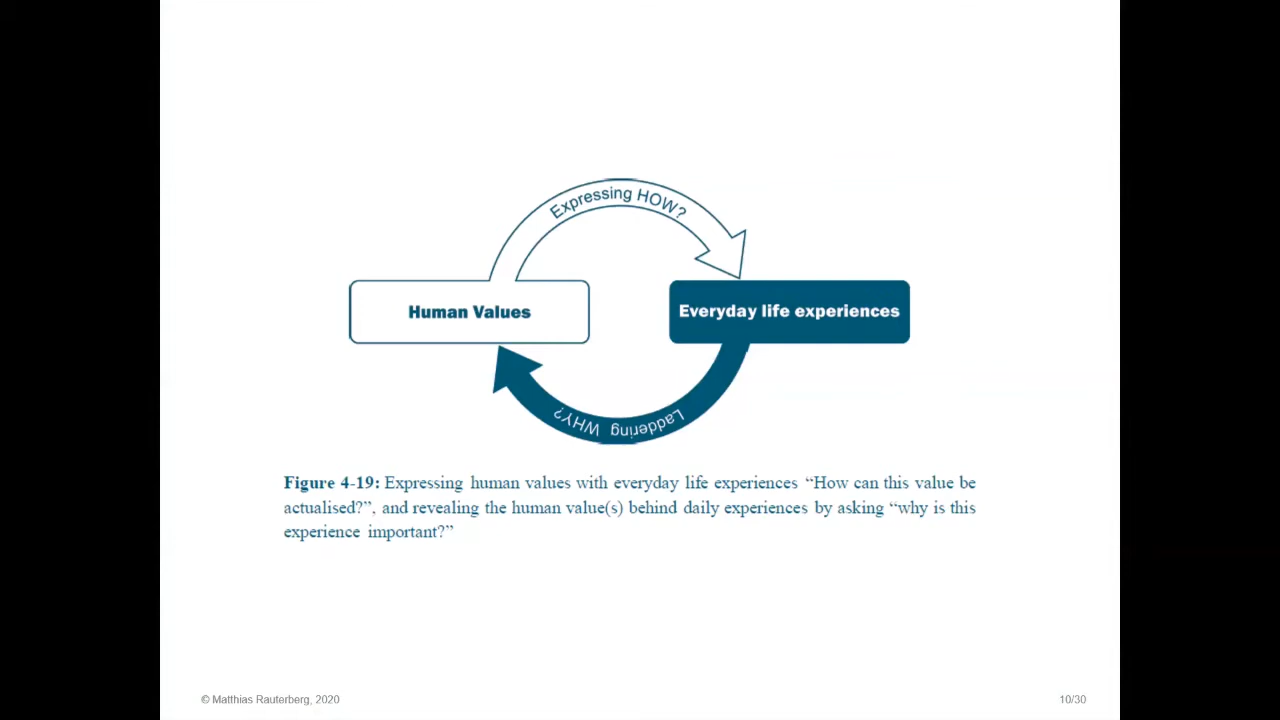 Expressing HOW?
Human Values
Everyday life experiences
Laddering WHY?
Figure 4-19: Expressing human values with everyday life experiences “How can this value be
actualised?”, and revealing the human value(s) behind daily experiences by asking “why is this
experience important?”
© Matthias Rauterberg, 2020
10/30